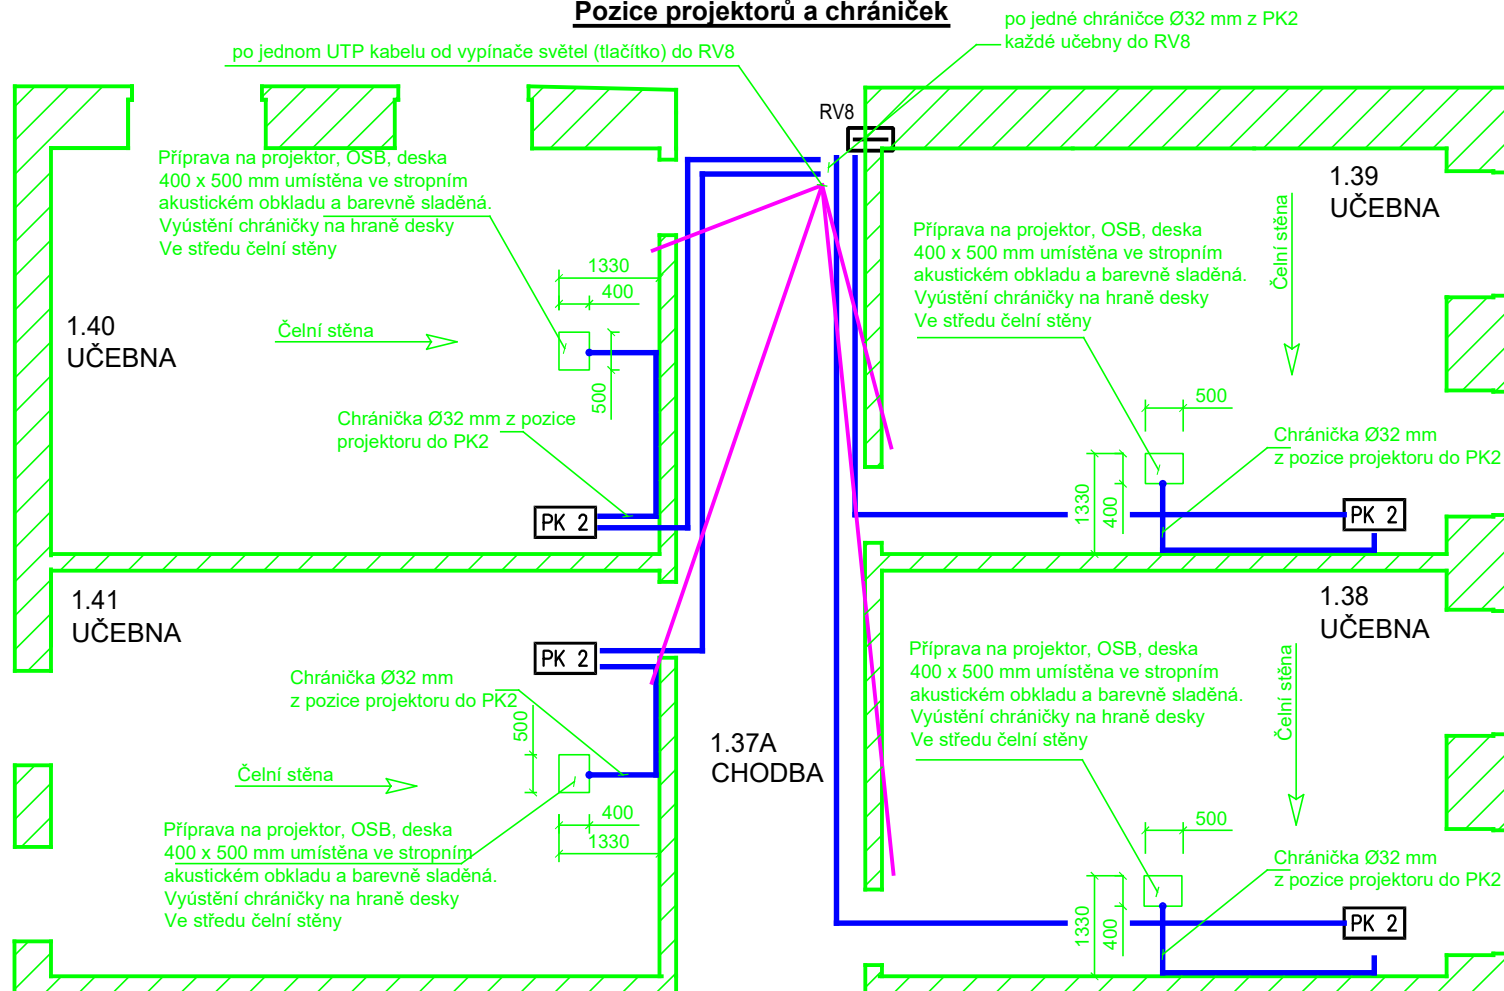 Pozice projektorů a chrániček
po jedné chráničce Ø32 mm z PK2
každé učebny do RV8
po jednom UTP kabelu od vypínače světel (tlačítko) do RV8
RV8
Příprava na projektor, OSB, deska
400 x 500 mm umístěna ve stropním
akustickém obkladu a barevně sladěná.
Vyústění chráničky na hraně desky
Ve středu čelní stěny
1330
400
500
1.40
UČEBNA
Čelní stěna
Chránička Ø32 mm z pozice
projektoru do PK2
PK 2
1.39
UČEBNA
Čelní stěna
Příprava na projektor, OSB, deska
400 x 500 mm umístěna ve stropním
akustickém obkladu a barevně sladěná.
Vyústění chráničky na hraně desky
Ve středu čelní stěny
500
1330
400
Chránička Ø32 mm
z pozice projektoru do PK2
PK 2
1.41
UČEBNA
PK 2
Chránička Ø32 mm
z pozice projektoru do PK2
500
Čelní stěna
400
1330
Příprava na projektor, OSB, deska
400 x 500 mm umístěna ve stropním
akustickém obkladu a barevně sladěná.
Vyústění chráničky na hraně desky
Ve středu čelní stěny
1.37A
CHODBA
1.38
UČEBNA
Čelní stěna
Příprava na projektor, OSB, deska
400 x 500 mm umístěna ve stropním
akustickém obkladu a barevně sladěná.
Vyústění chráničky na hraně desky
Ve středu čelní stěny
500
1330
400
Chránička Ø32 mm
z pozice projektoru do PK2
PK 2